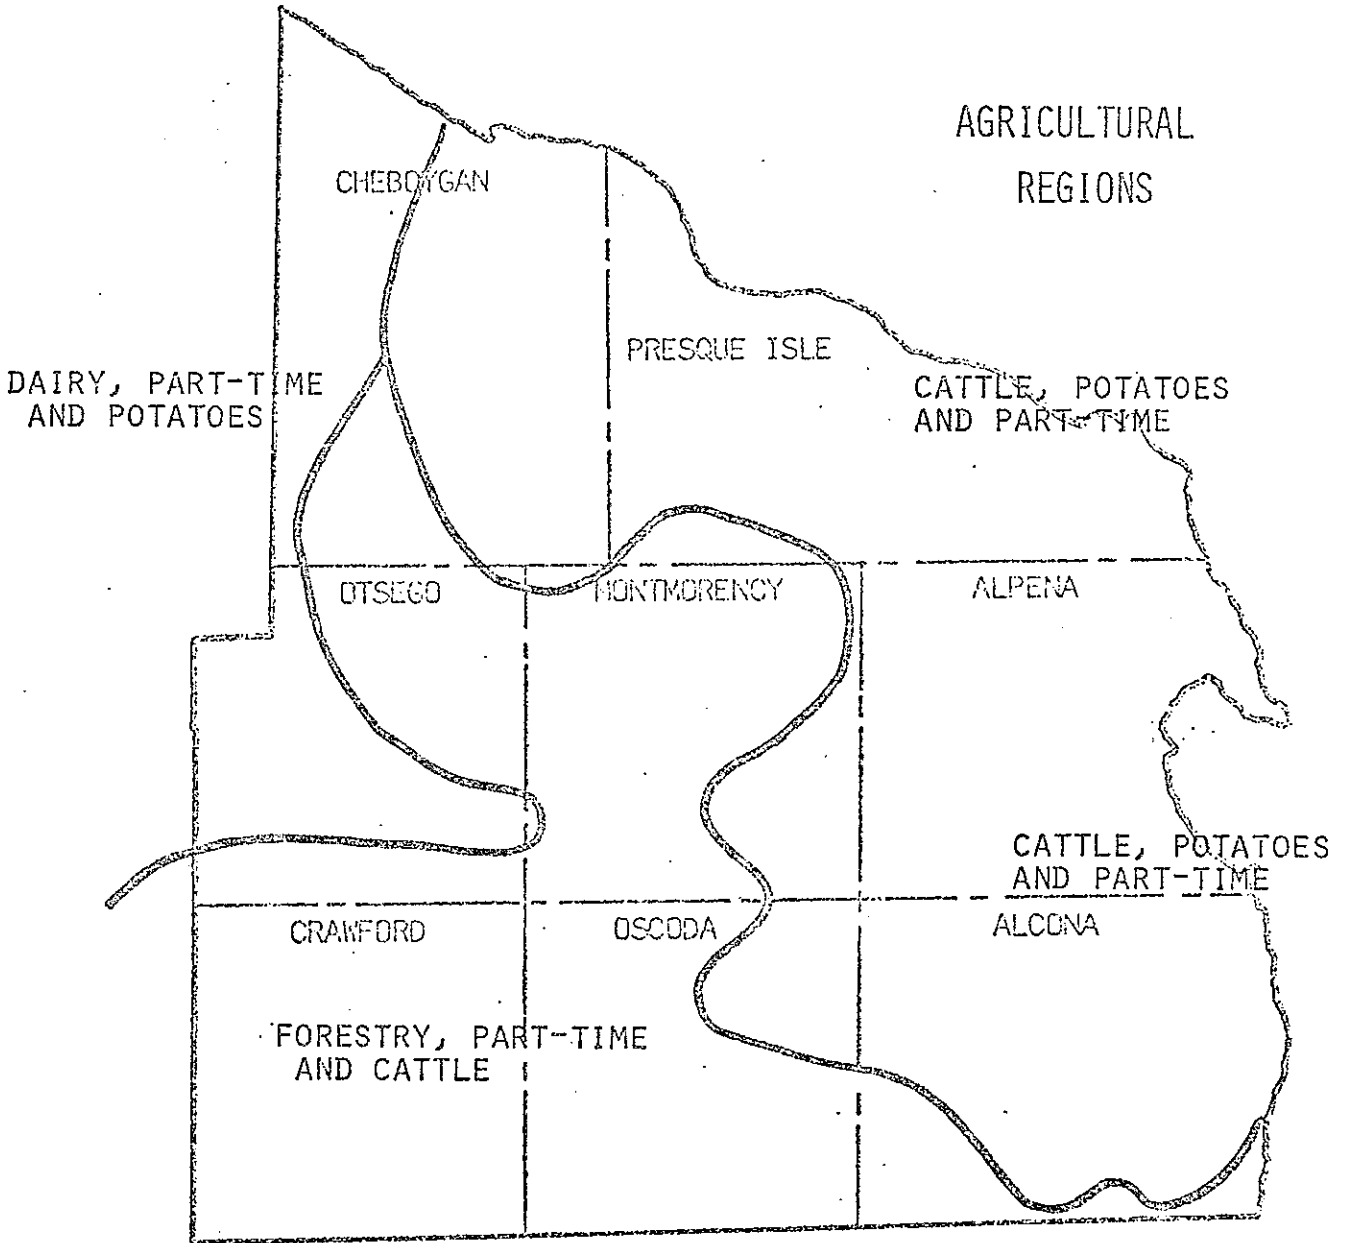 AGRICULTURAL
REGIONS
CHEBOYGAN
PRESQUE ISLE
DAIRY, PART-TIME
AND POTATOES
CATTLE, POTATOES
AND PART-TIME
OTSEGO
MONTMORENCY
ALPENA
CATTLE, POTATOES
AND PART-TIME
CRAWFORD
OSCODA
ALCONA
FORESTRY, PART-TIME
AND CATTLE